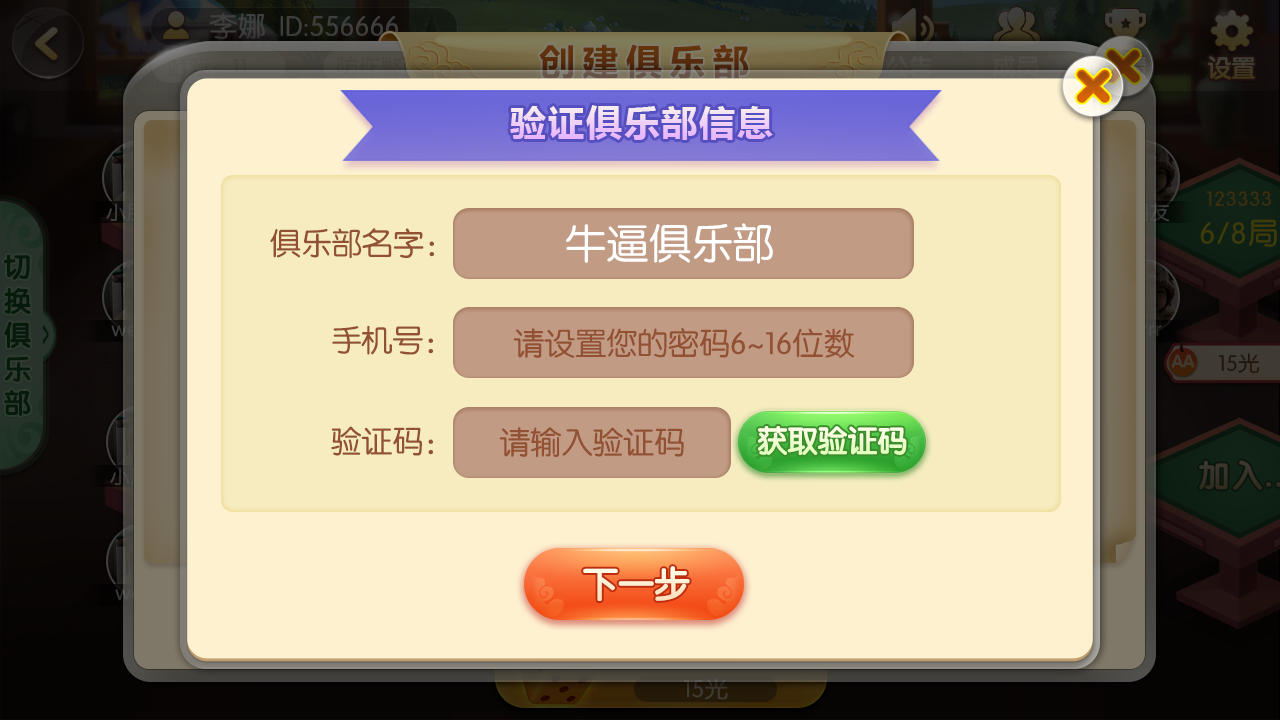 李娜 ID:556666
创建俱乐部
设置
验证俱乐部信息
俱乐部名字：
牛逼俱乐部
手机号：
请设置您的密码6~16位数
验证码：
请输入验证码
获取验证码
下一步
切换俱乐部
123333
6/8局
AA 15光
加入..
15光